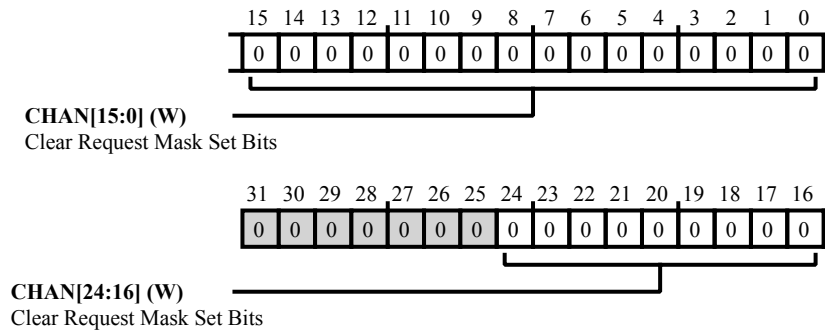 15 14 13 12 11 10 9 8 7 6 5 4 3 2 1 0
0 0 0 0 0 0 0 0 0 0 0 0 0 0 0 0
CHAN[15:0] (W)
Clear Request Mask Set Bits
31 30 29 28 27 26 25 24 23 22 21 20 19 18 17 16
0 0 0 0 0 0 0 0 0 0 0 0 0 0 0 0
CHAN[24:16] (W)
Clear Request Mask Set Bits